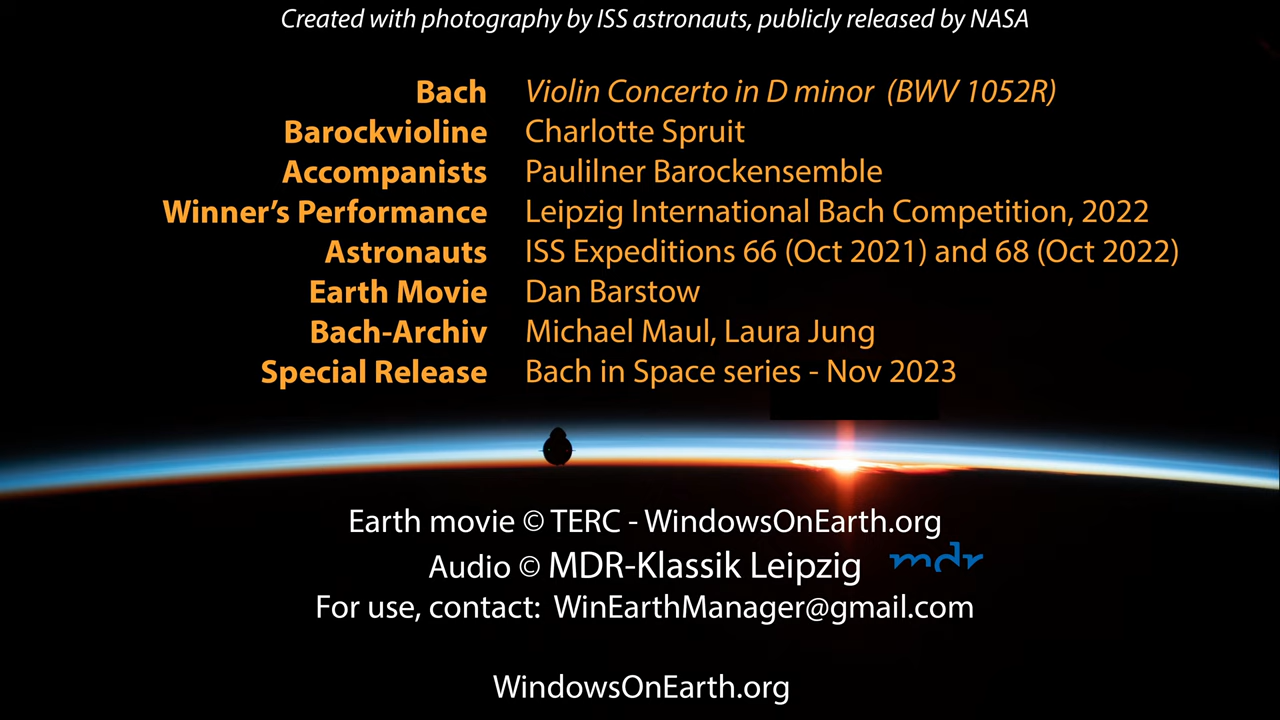 Created with photography by ISS astronauts, publicly released by NASA
Bach Violin Concerto in D minor (BWV 1052R)
Barockvioline Charlotte Spruit
Accompanists Paulilner Barockensemble
Winner's Performance Leipzig International Bach Competition, 2022
Astronauts ISS Expeditions 66 (Oct 2021) and 68 (Oct 2022)
Earth Movie Dan Barstow
Bach-Archiv Michael Maul, Laura Jung
Special Release Bach in Space series - Nov 2023
Earth movie © TERC - WindowsOnEarth.org
Audio © MDR-Klassik Leipzig mdr
For use, contact: WinEarthManager@gmail.com
WindowsOnEarth.org